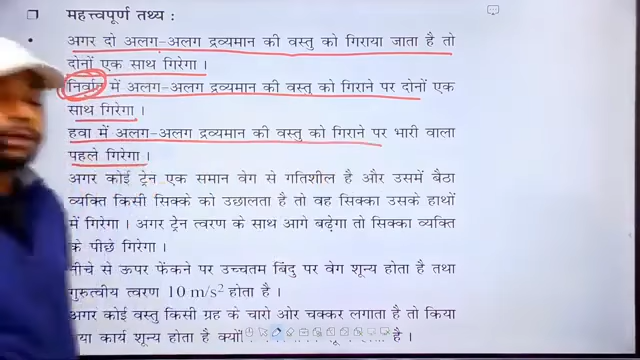 ❐ महत्त्वपूर्ण तथ्य :
• अगर दो अलग-अलग द्रव्यमान की वस्तु को गिराया जाता है तो
दोनों एक साथ गिरेगा।
निर्वात में अलग-अलग द्रव्यमान की वस्तु को गिराने पर दोनों एक
साथ गिरेगा।
हवा में अलग-अलग द्रव्यमान की वस्तु को गिराने पर भारी वाला
पहले गिरेगा।
अगर कोई ट्रेन एक समान वेग से गतिशील है और उसमें बैठा
व्यक्ति किसी सिक्के को उछालता है तो वह सिक्का उसके हाथों
में गिरेगा। अगर ट्रेन त्वरण के साथ आगे बढ़ेगा तो सिक्का व्यक्ति
के पीछे गिरेगा।
नीचे से ऊपर फेंकने पर उच्चतम बिंदु पर वेग शून्य होता है तथा
गुरुत्वीय त्वरण 10 m/s² होता है।
अगर कोई वस्तु किसी ग्रह के चारो ओर चक्कर लगाता है तो किया
गया कार्य शून्य होता है है।